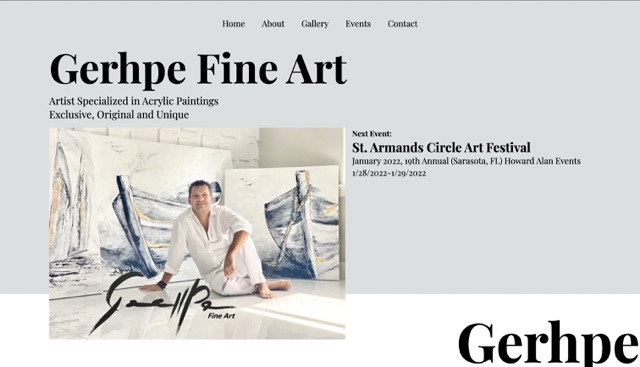 Home About Gallery Events Contact
Gerhpe Fine Art
Artist Specialized in Acrylic Paintings
Exclusive, Original and Unique
Next Event:
St. Armands Circle Art Festival
January 2022, 19th Annual (Sarasota, FL) Howard Alan Events
1/28/2022-1/29/2022
Fine Art
Gerhpe